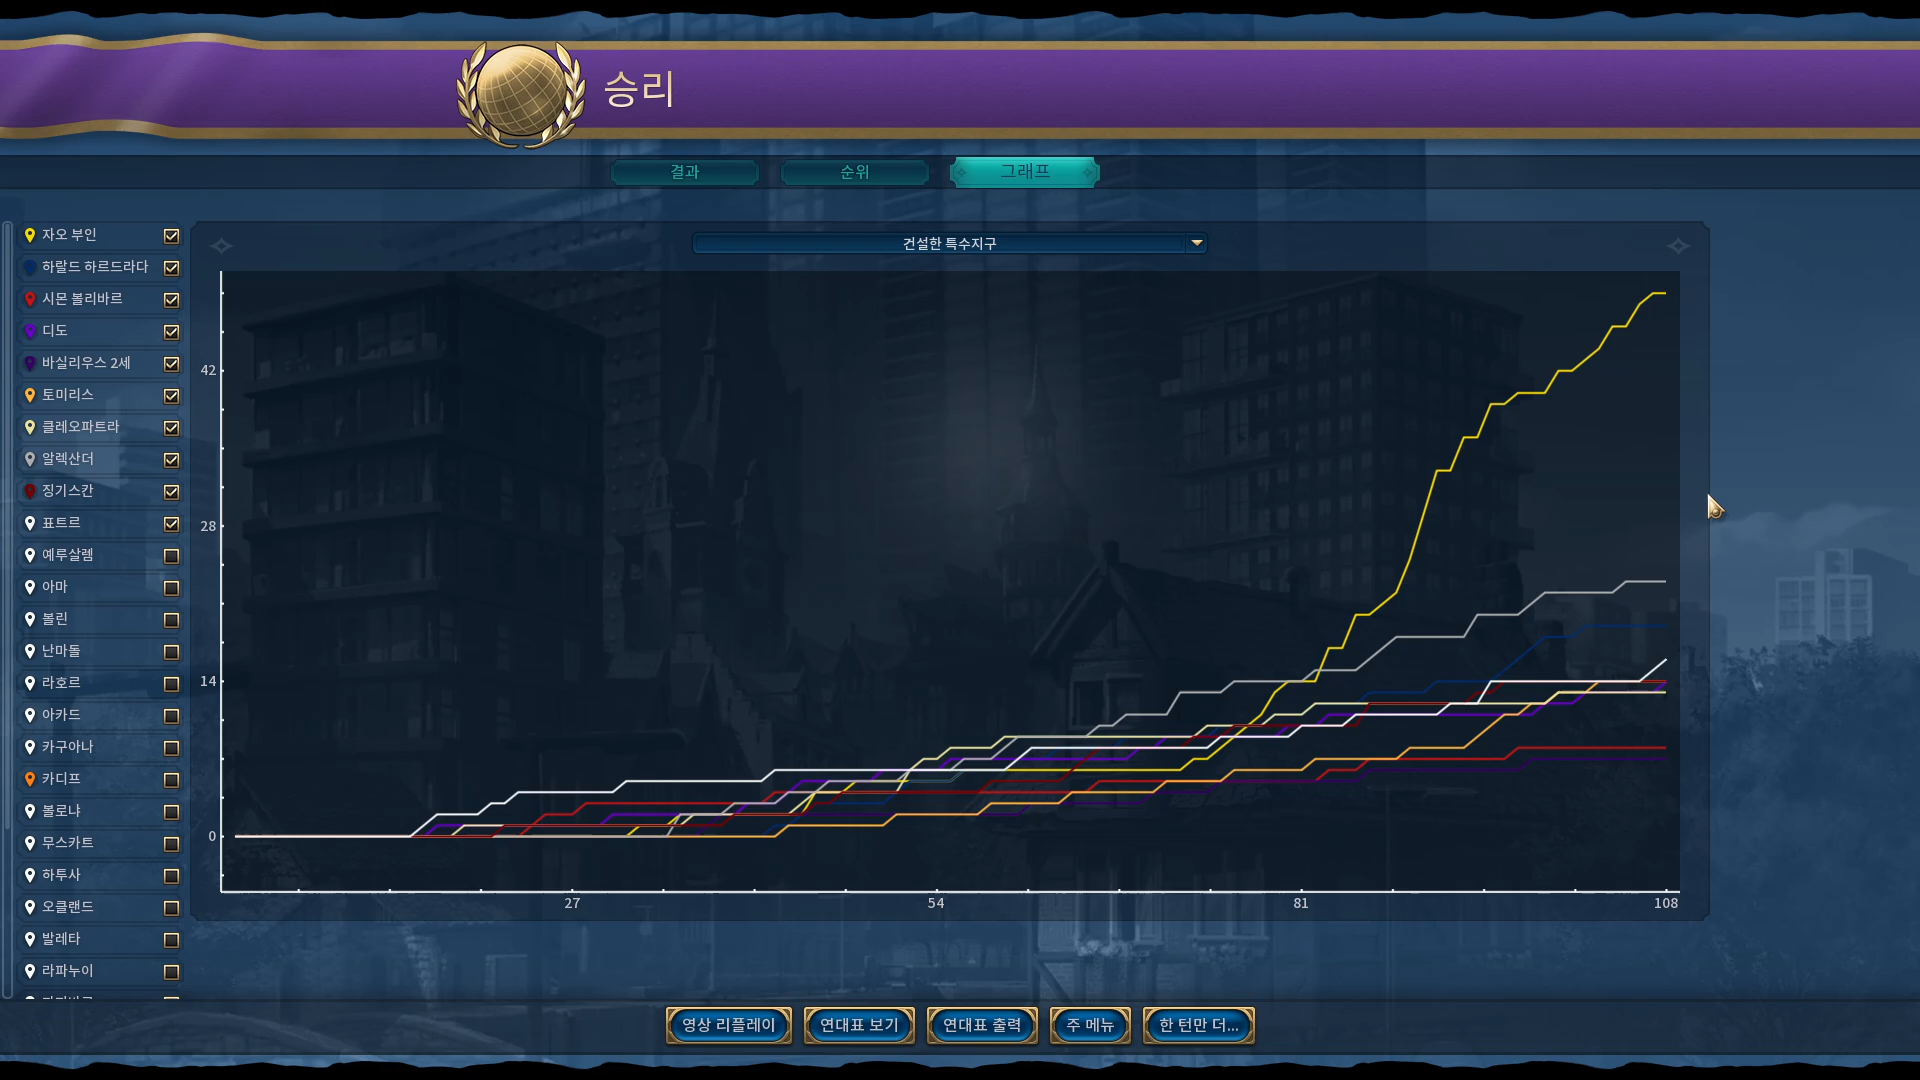 승리
결과
순위
그래프
자오 부인
하랄드 하르드라다
시몬 볼리바르
디도
바실리우스 2세
토미리스
클레오파트라
알렉산더
징기스칸
표트르
예루살렘
아마
볼린
난마돌
라호르
아카드
카구아나
카디프
볼로냐
무스카트
하투사
오클랜드
발레타
라파누이
건설한 특수지구
42
28
14
0
27
54
81
108
영상 리플레이
연대표 보기
연대표 출력
주 메뉴
한 턴만 더...